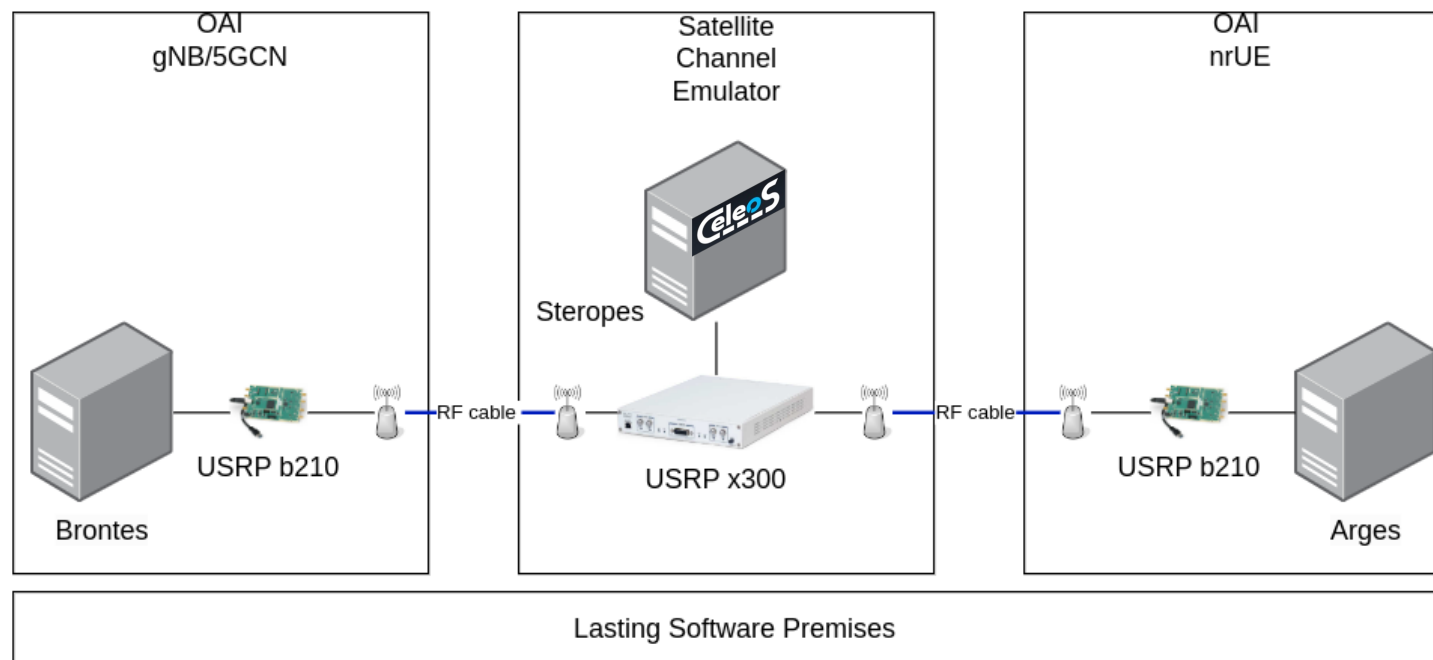 OAI
gNB/5GCN
Satellite
Channel
Emulator
OAI
nrUE
CeleoS
Steropes
RF cable
RF cable
USRP b210
USRP x300
USRP b210
Brontes
Arges
Lasting Software Premises